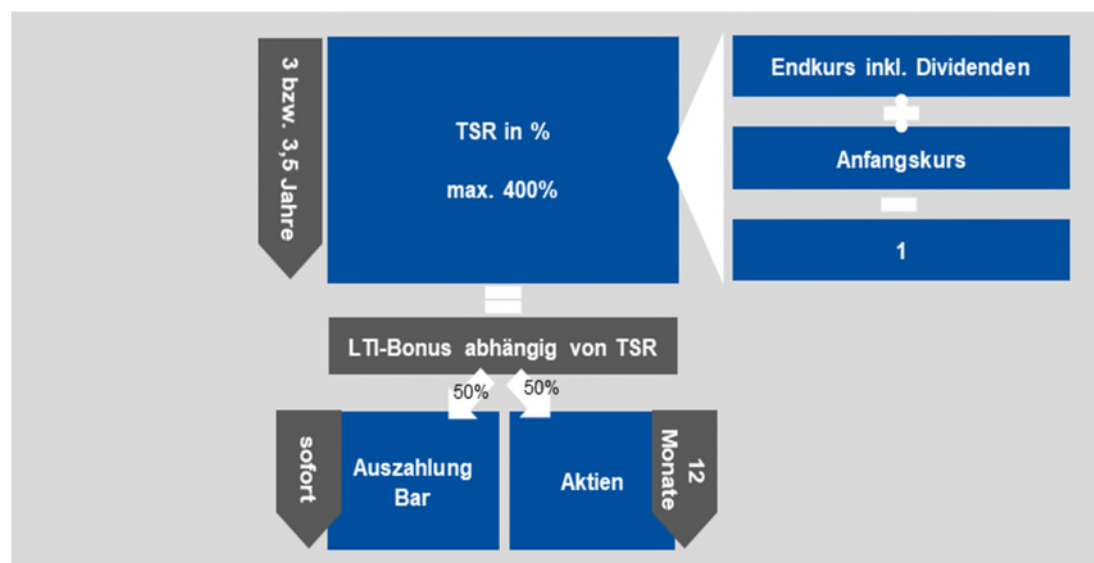 3 bzw. 3,5 Jahre
TSR in %
max. 400%
Endkurs inkl. Dividenden
Anfangskurs
1
LTI-Bonus abhängig von TSR
50%
50%
sofort
Auszahlung
Bar
Aktien
12
Monate